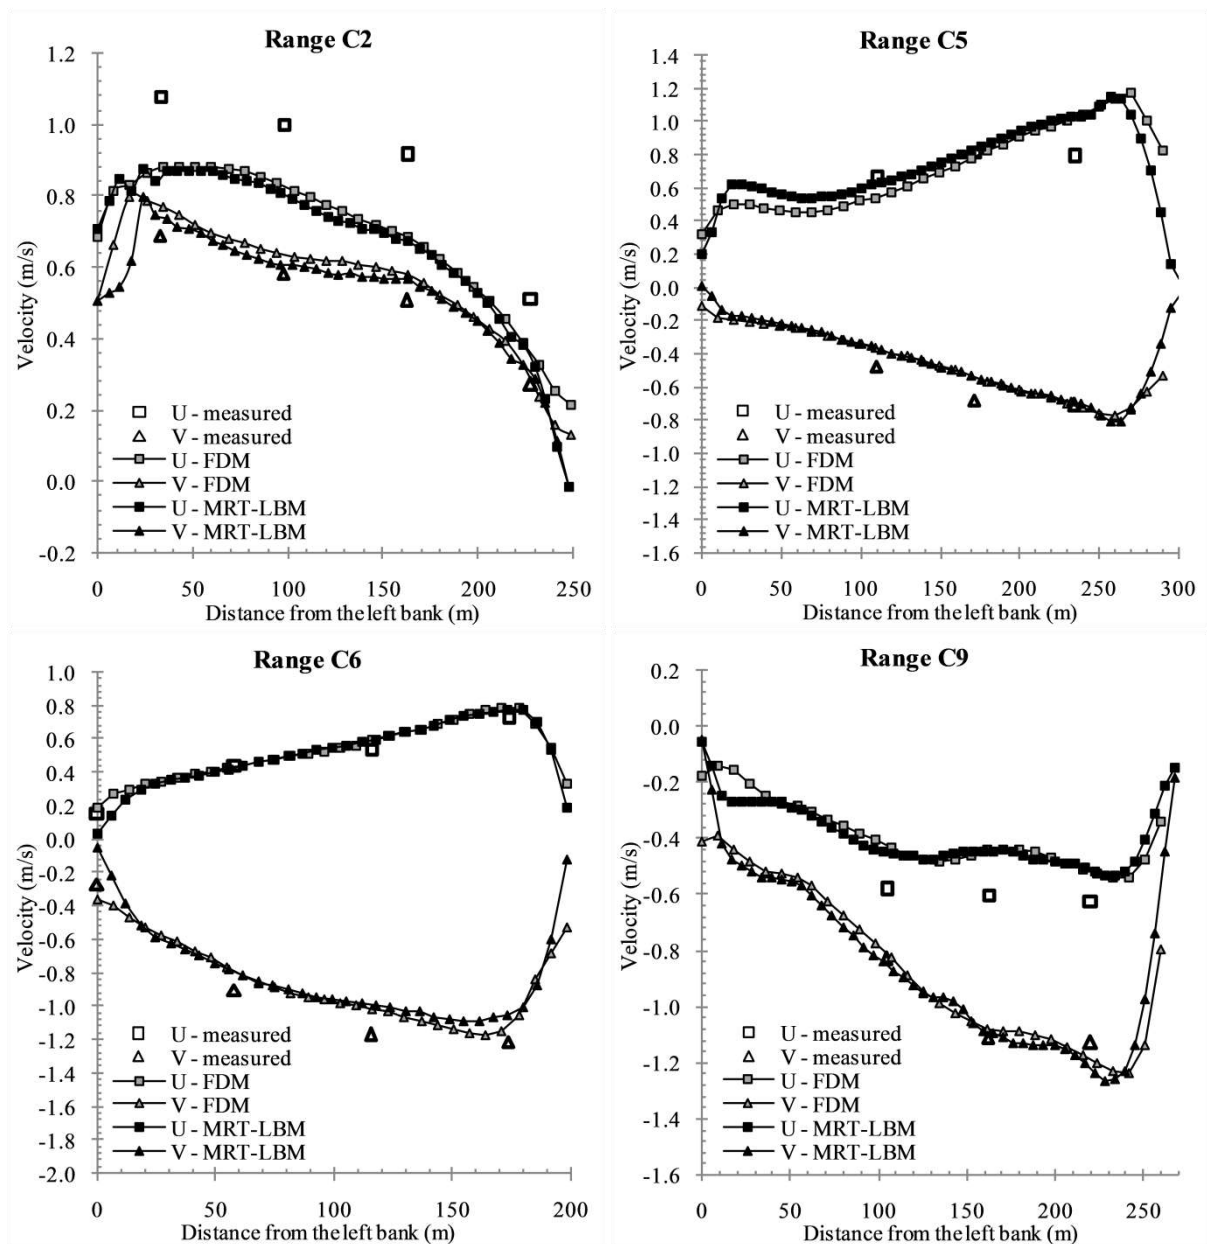 Range C2
1.2
1.0
0.8
0.6
0.4
0.2
0.0
-0.2
Velocity (m/s)
U - measured
V - measured
U - FDM
V - FDM
U - MRT-LBM
V - MRT-LBM
0 50 100 150 200 250
Distance from the left bank (m)
Range C5
1.4
1.2
1.0
0.8
0.6
0.4
0.2
0.0
-0.2
-0.4
-0.6
-0.8
-1.0
-1.2
-1.4
-1.6
Velocity (m/s)
U - measured
V - measured
U - FDM
V - FDM
U - MRT-LBM
V - MRT-LBM
0 50 100 150 200 250 300
Distance from the left bank (m)
Range C6
1.0
0.8
0.6
0.4
0.2
0.0
-0.2
-0.4
-0.6
-0.8
-1.0
-1.2
-1.4
-1.6
-1.8
-2.0
Velocity (m/s)
U - measured
V - measured
U - FDM
V - FDM
U - MRT-LBM
V - MRT-LBM
0 50 100 150 200
Distance from the left bank (m)
Range C9
0.2
0.0
-0.2
-0.4
-0.6
-0.8
-1.0
-1.2
-1.4
-1.6
Velocity (m/s)
U - measured
V - measured
U - FDM
V - FDM
U - MRT-LBM
V - MRT-LBM
0 50 100 150 200 250
Distance from the left bank (m)